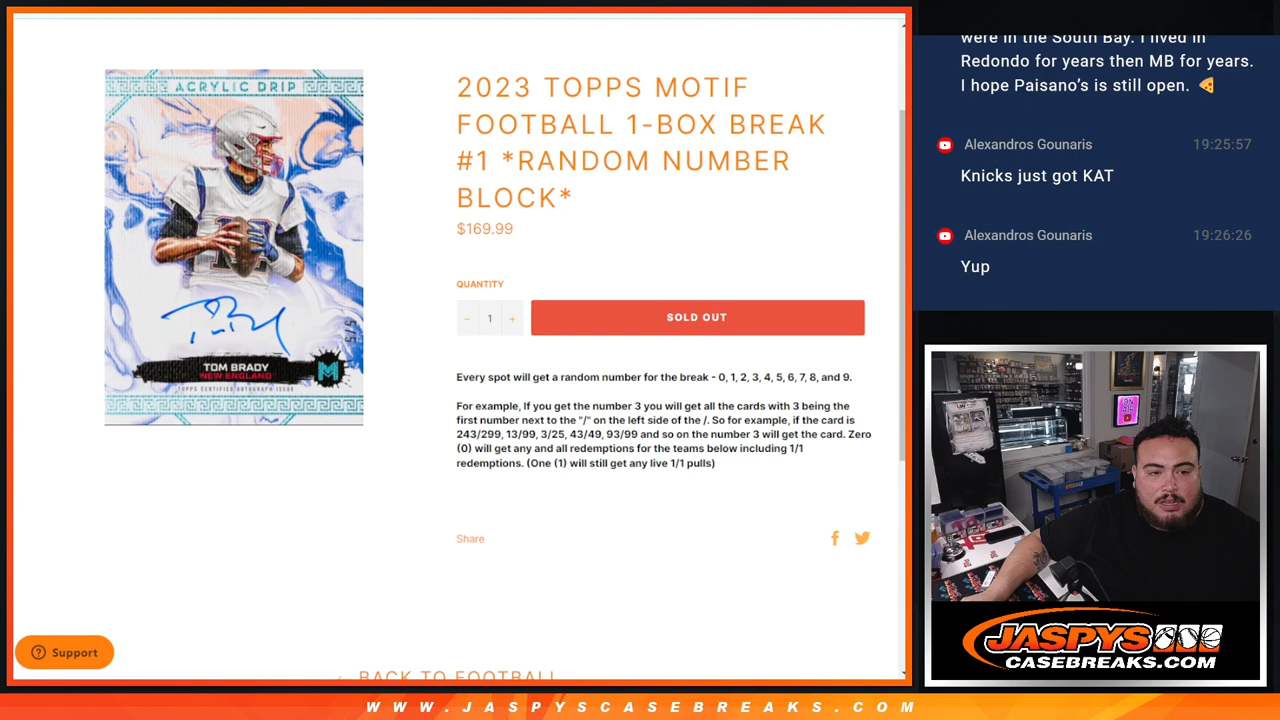 ACRYLIC DRIP
TOM BRADY
NEW ENGLAND
TOPPS CERTIFIED AUTOGRAPH ISSUE
2023 TOPPS MOTIF
FOOTBALL 1-BOX BREAK
#1 *RANDOM NUMBER
BLOCK*
$169.99
QUANTITY
− 1 +
SOLD OUT
Every spot will get a random number for the break - 0, 1, 2, 3, 4, 5, 6, 7, 8, and 9.
For example, If you get the number 3 you will get all the cards with 3 being the
first number next to the "/" on the left side of the /. So for example, if the card is
243/299, 13/99, 3/25, 43/49, 93/99 and so on the number 3 will get the card. Zero
(0) will get any and all redemptions for the teams below including 1/1
redemptions. (One (1) will still get any live 1/1 pulls)
Share
Support
BACK TO FOOTBALL
were in the South Bay. I lived in
Redondo for years then MB for years.
I hope Paisano's is still open. 🍕
Alexandros Gounaris 19:25:57
Knicks just got KAT
Alexandros Gounaris 19:26:26
Yup
JASPYS
CASEBREAKS.COM
WWW.JASPYSCASEBREAKS.COM